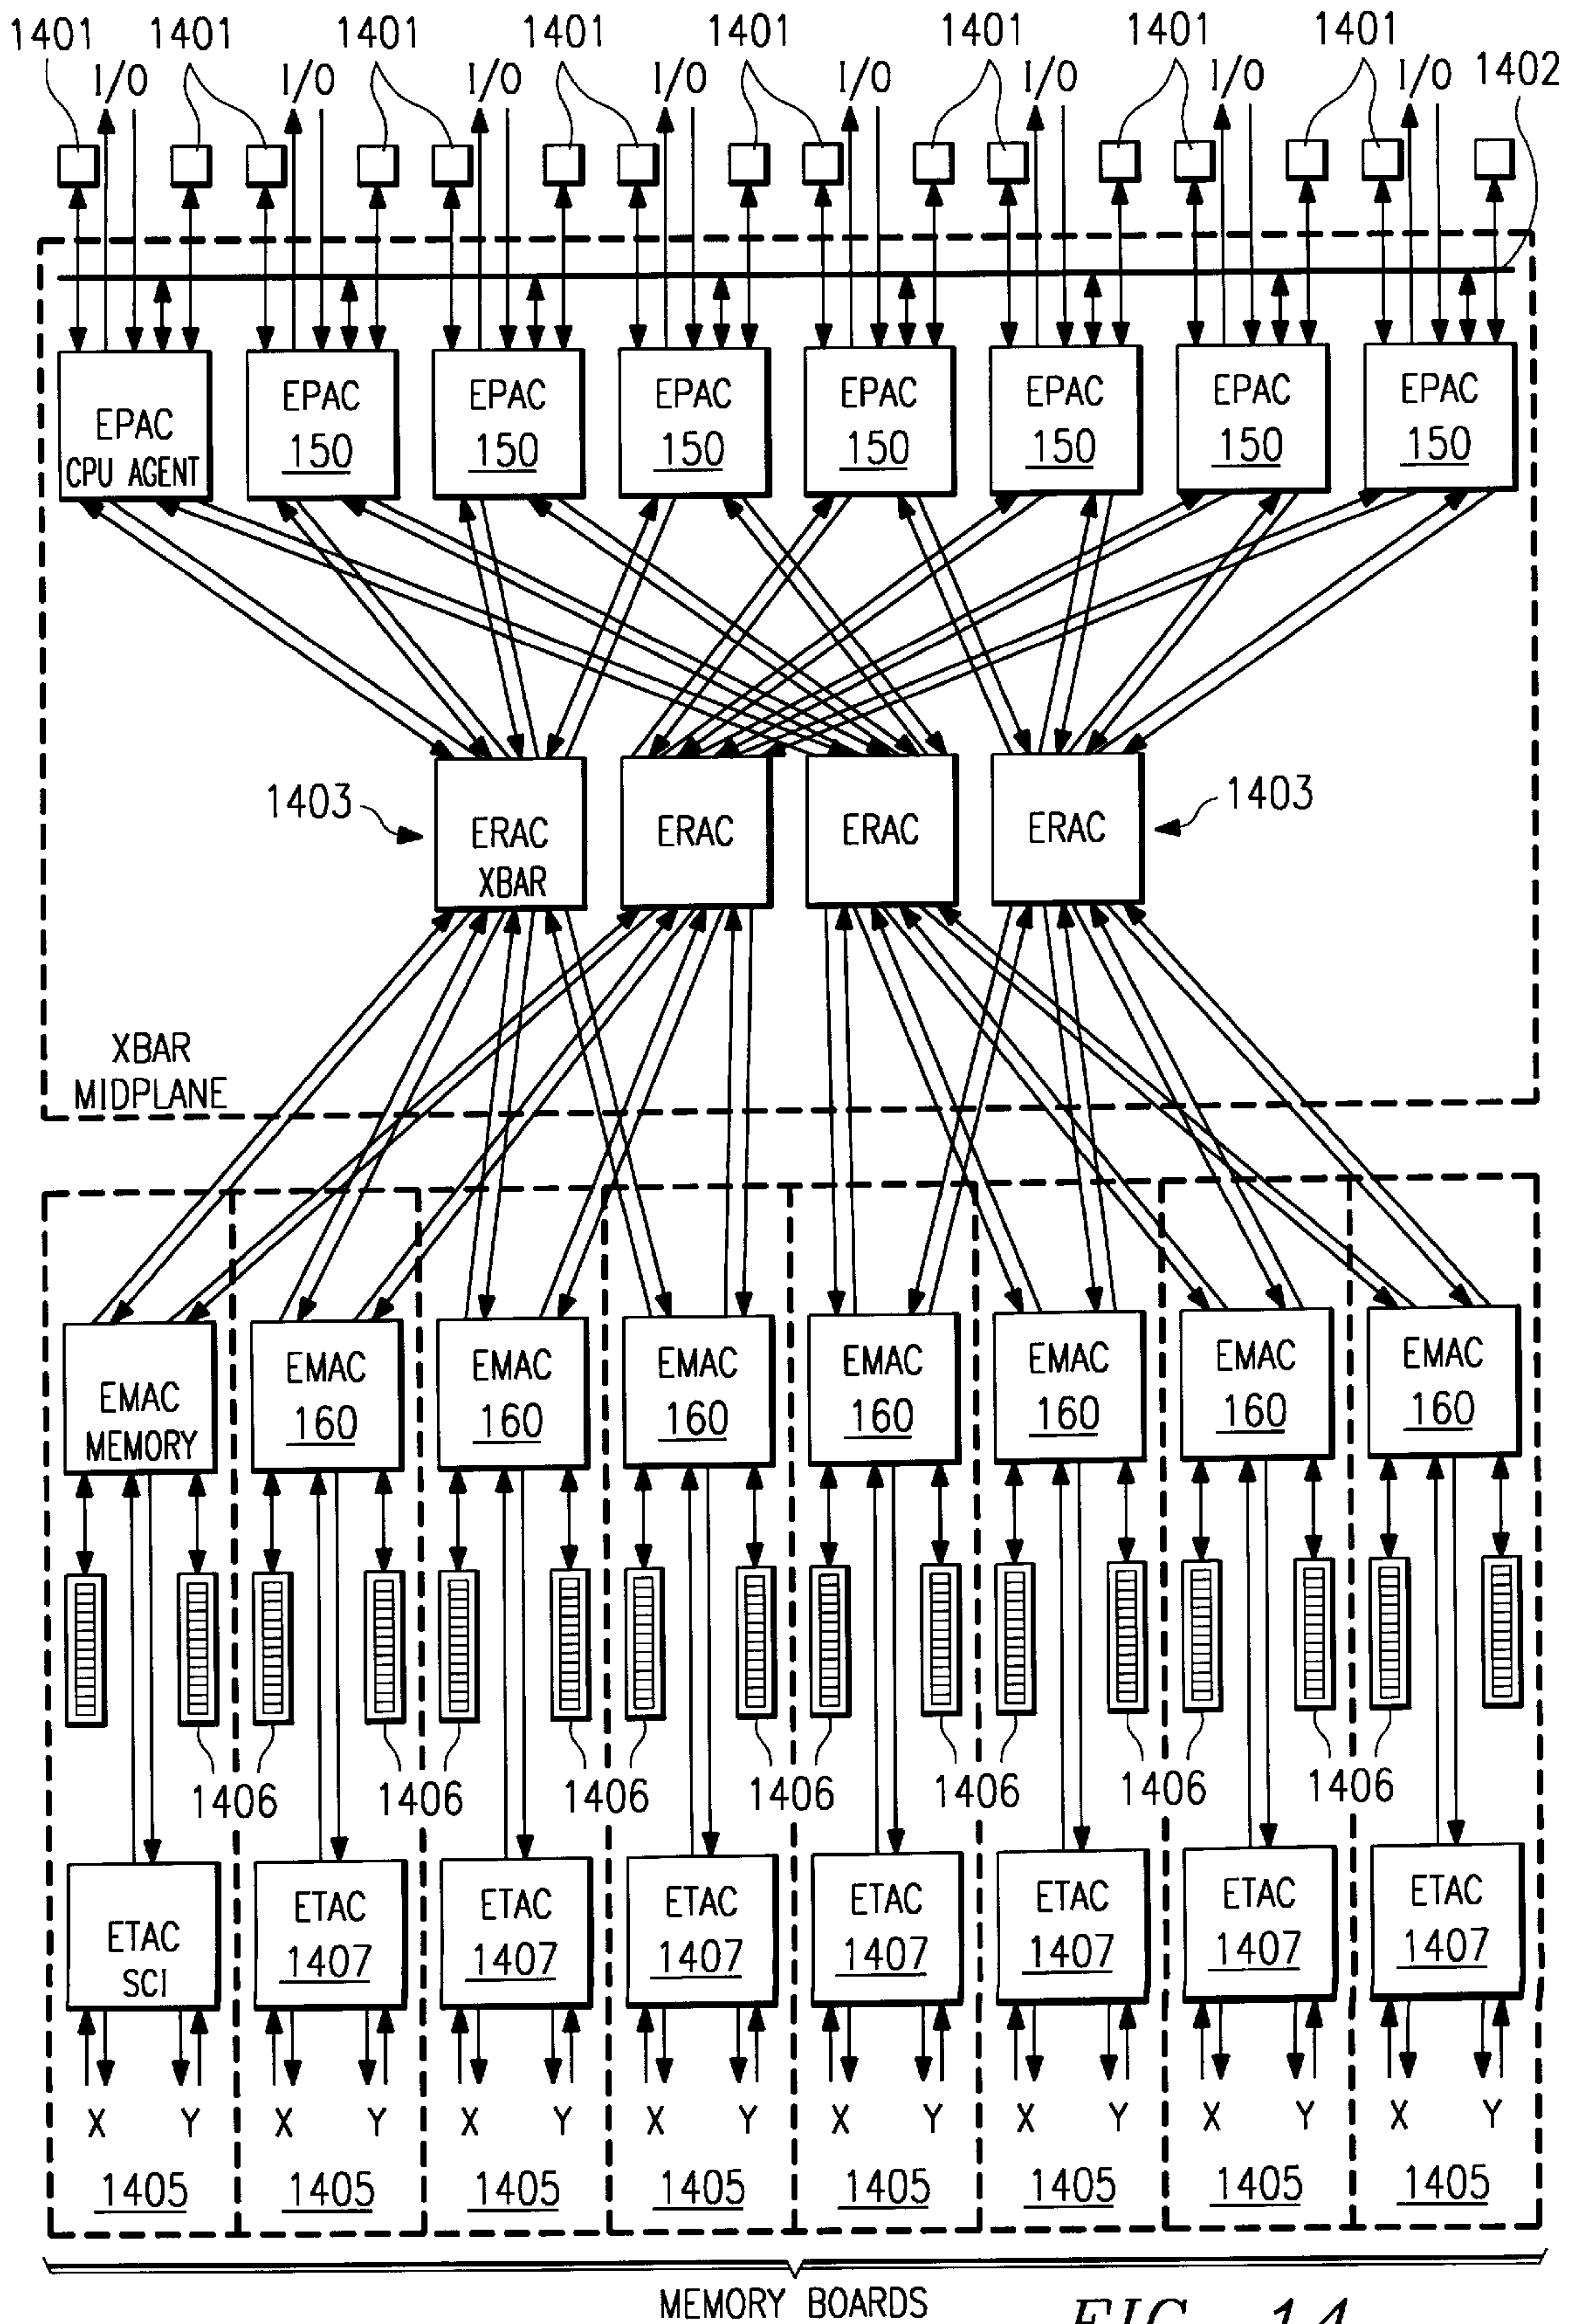 1401 1401 1401 1401 1401 1401 1401 1401
I/O I/O I/O I/O I/O I/O I/O I/O 1402
EPAC CPU AGENT
EPAC 150
EPAC 150
EPAC 150
EPAC 150
EPAC 150
EPAC 150
EPAC 150
1403
ERAC XBAR
ERAC
ERAC
ERAC
1403
XBAR
MIDPLANE
EMAC MEMORY
EMAC 160
EMAC 160
EMAC 160
EMAC 160
EMAC 160
EMAC 160
EMAC 160
1406 1406 1406 1406 1406 1406 1406
ETAC SCI
ETAC 1407
ETAC 1407
ETAC 1407
ETAC 1407
ETAC 1407
ETAC 1407
ETAC 1407
X Y X Y X Y X Y X Y X Y X Y X Y
1405 1405 1405 1405 1405 1405 1405 1405
MEMORY BOARDS
FIG. 14